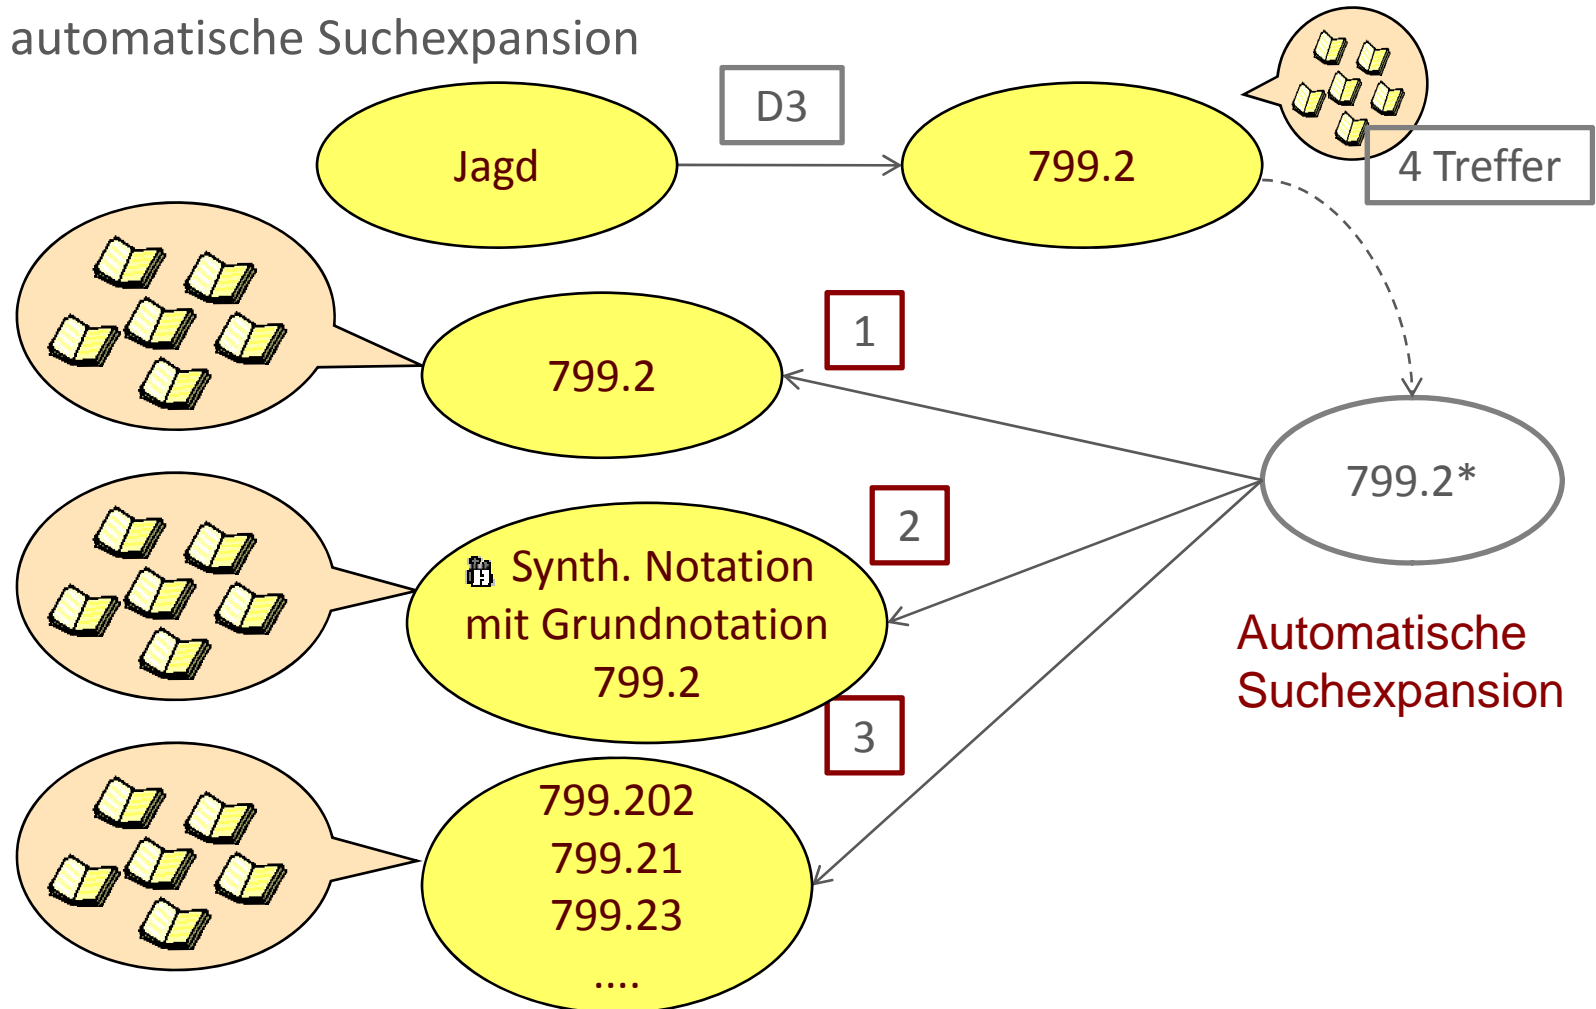 automatische Suchexpansion
Jagd
D3
799.2
4 Treffer
799.2
1
799.2*
Synth. Notation
mit Grundnotation
799.2
2
Automatische
Suchexpansion
3
799.202
799.21
799.23
....